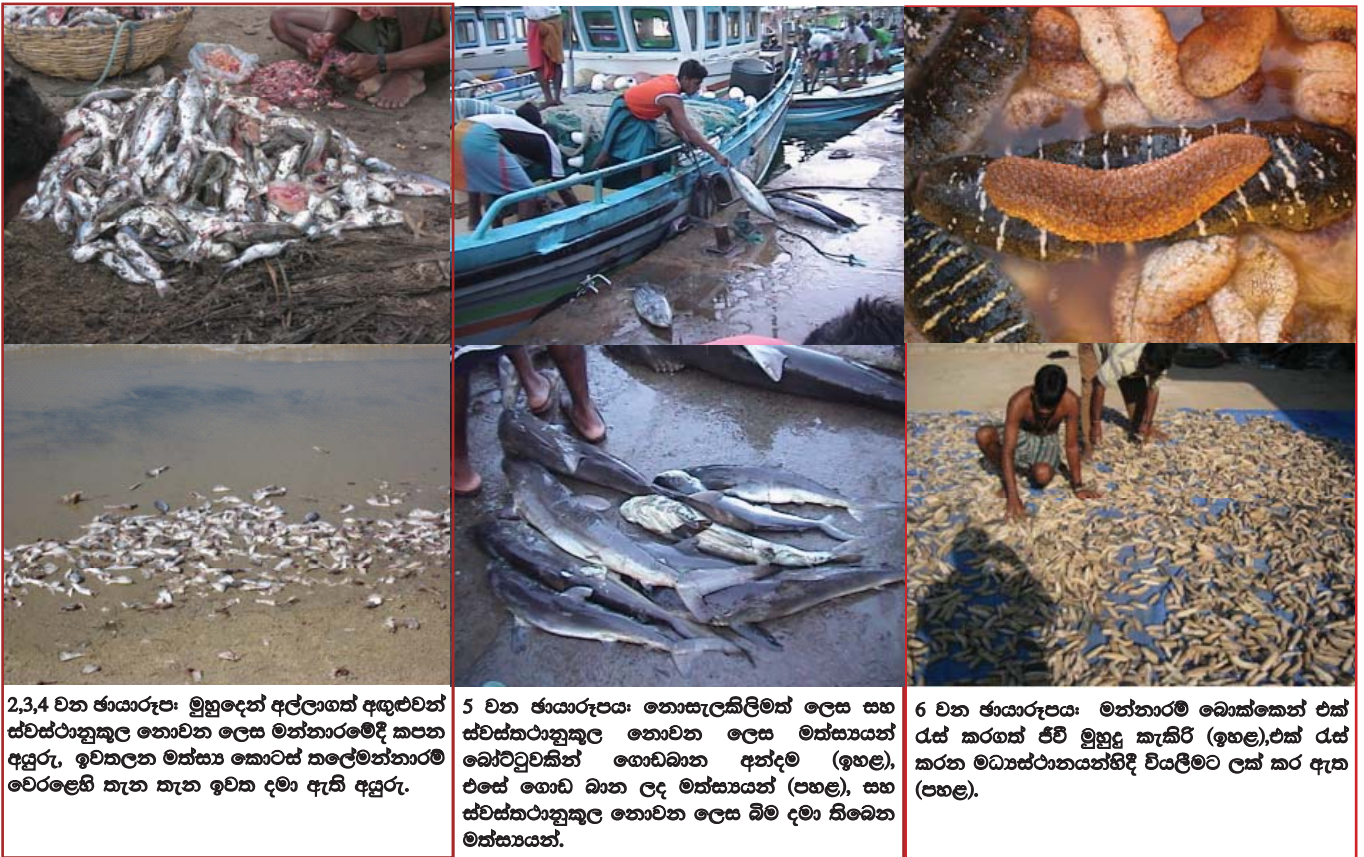 2,3,4 වන ඡායාරූප: මුහුදෙන් අල්ලාගත් අඟුළුවන්
ස්වස්ථානුකූල නොවන ලෙස මන්නාරමේදී කපන
අයුරු, ඉවතලන මත්ස්‍ය කොටස් තලේමන්නාරම්
වෙරළෙහි තැන තැන ඉවත දමා ඇති අයුරු.
5 වන ඡායාරූපය: නොසැලකිලිමත් ලෙස සහ
ස්වස්තථානුකූල නොවන ලෙස මත්ස්‍යයන්
බෝට්ටුවකින් ගොඩබාන අන්දම (ඉහළ),
එසේ ගොඩ බාන ලද මත්ස්‍යයන් (පහළ), සහ
ස්වස්තථානුකූල නොවන ලෙස බිම දමා තිබෙන
මත්ස්‍යයන්.
6 වන ඡායාරූපය: මන්නාරම් බොක්කෙන් එක්
රැස් කරගත් ජීවී මුහුදු කැකිරි (ඉහළ),එක් රැස්
කරන මධ්‍යස්ථානයන්හිදී වියලීමට ලක් කර ඇත
(පහළ).